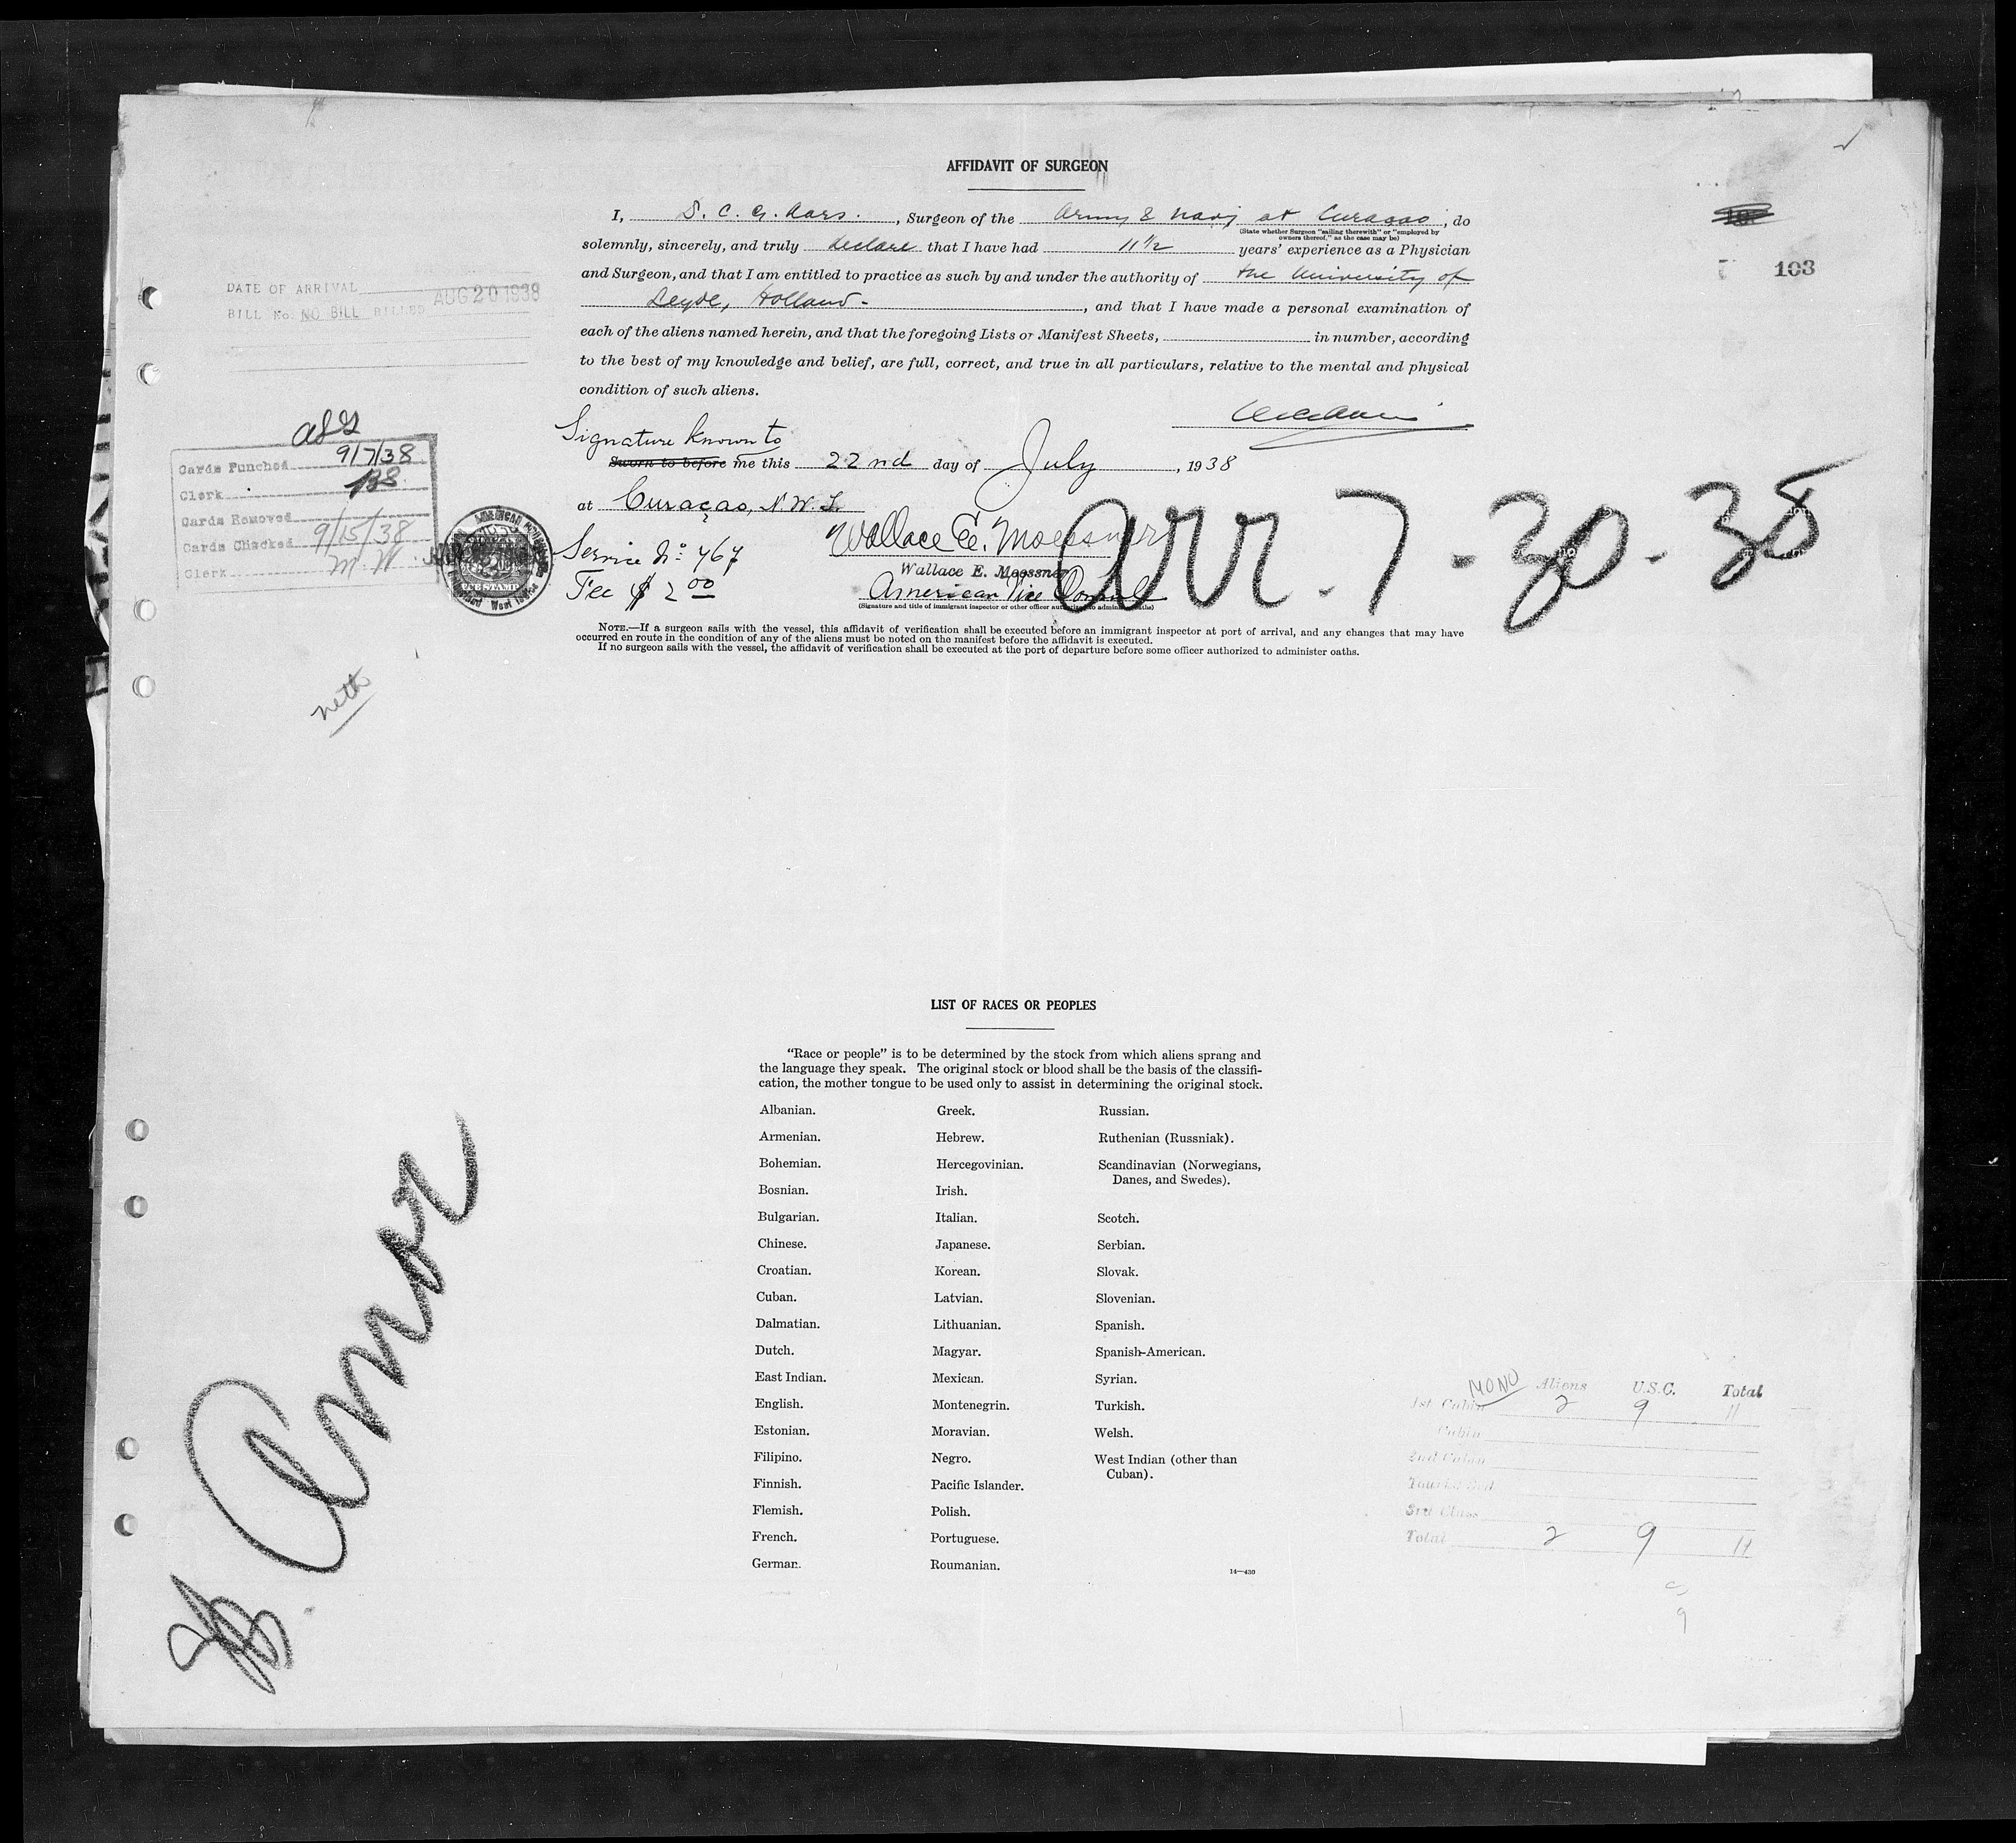 AFFIDAVIT OF SURGEON
I, S. C. G. Aars., Surgeon of the Army & Navy at Curaçao, do
(State whether Surgeon "sailing therewith" or "employed by
owners thereof," as the case may be)
solemnly, sincerely, and truly declare that I have had 11 1/2 years' experience as a Physician
and Surgeon, and that I am entitled to practice as such by and under the authority of the University of
Leyde, Holland-, and that I have made a personal examination of
each of the aliens named herein, and that the foregoing Lists or Manifest Sheets, in number, according
to the best of my knowledge and belief, are full, correct, and true in all particulars, relative to the mental and physical
condition of such aliens.
Signature known to
Sworn to before me this 22nd day of July, 1938
at Curaçao, N. W. I.
Wallace E. Moessner
Wallace E. Moessner
American Vice Consul
(Signature and title of immigrant inspector or other officer authorized to administer oaths)
Service No. 467
Fee $ 2 00
Arr. 7-30-38
NOTE.—If a surgeon sails with the vessel, this affidavit of verification shall be executed before an immigrant inspector at port of arrival, and any changes that may have
occurred en route in the condition of any of the aliens must be noted on the manifest before the affidavit is executed.
If no surgeon sails with the vessel, the affidavit of verification shall be executed at the port of departure before some officer authorized to administer oaths.
103
DATE OF ARRIVAL AUG 20 1938
BILL No. NO BILL BILLED
Cards Punched 9/7/38
Clerk
Cards Removed
Cards Checked 9/15/38
Clerk M. W.
neth
Amor
LIST OF RACES OR PEOPLES
"Race or people" is to be determined by the stock from which aliens sprang and
the language they speak. The original stock or blood shall be the basis of the classifi-
cation, the mother tongue to be used only to assist in determining the original stock.
Albanian.
Armenian.
Bohemian.
Bosnian.
Bulgarian.
Chinese.
Croatian.
Cuban.
Dalmatian.
Dutch.
East Indian.
English.
Estonian.
Filipino.
Finnish.
Flemish.
French.
German.
Greek.
Hebrew.
Hercegovinian.
Irish.
Italian.
Japanese.
Korean.
Latvian.
Lithuanian.
Magyar.
Mexican.
Montenegrin.
Moravian.
Negro.
Pacific Islander.
Polish.
Portuguese.
Roumanian.
Russian.
Ruthenian (Russniak).
Scandinavian (Norwegians,
Danes, and Swedes).
Scotch.
Serbian.
Slovak.
Slovenian.
Spanish.
Spanish-American.
Syrian.
Turkish.
Welsh.
West Indian (other than
Cuban).
14—430
MONO Aliens U.S.C. Total
1st Cabin 2 9 11
Cabin
2nd Cabin
Tourist
3rd Class
Total 2 9 11
9